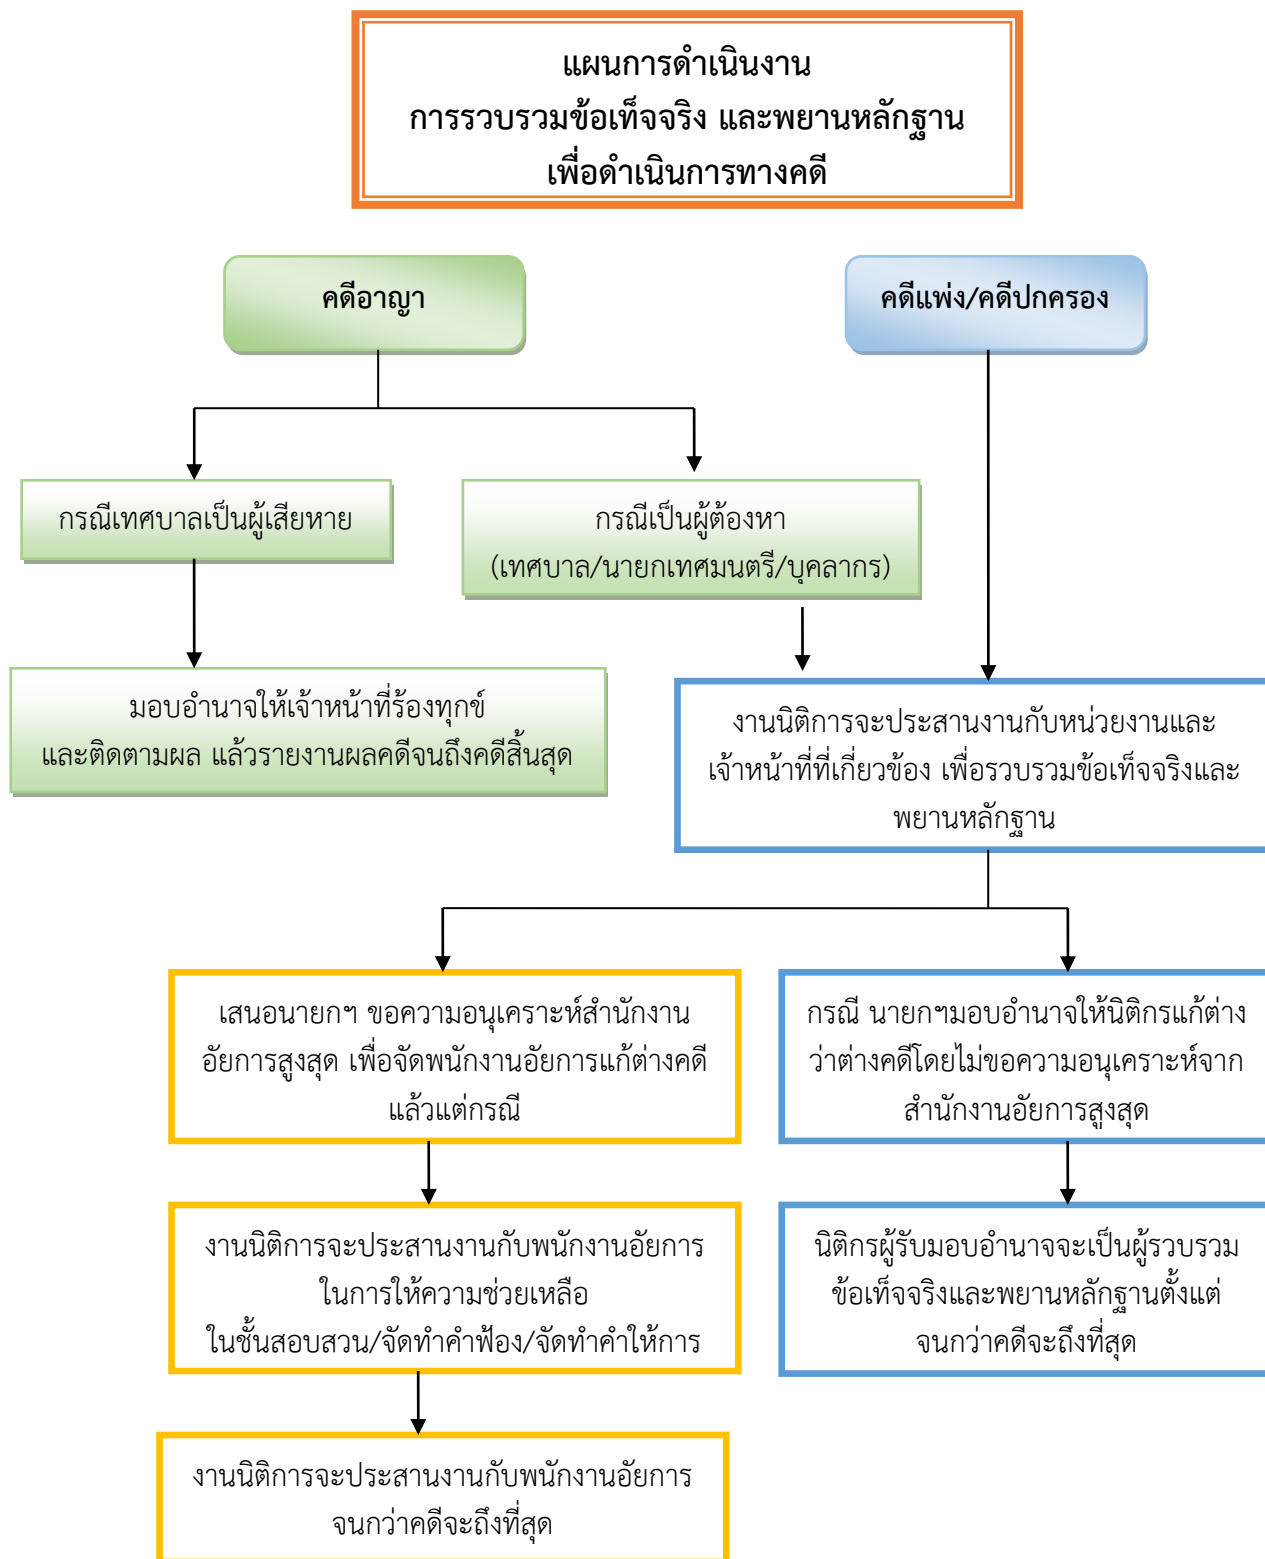 แผนการดำเนินงาน
การรวบรวมข้อเท็จจริง และพยานหลักฐาน
เพื่อดำเนินการทางคดี
คดีอาญา
คดีแพ่ง/คดีปกครอง
กรณีเทศบาลเป็นผู้เสียหาย
กรณีเป็นผู้ต้องหา
(เทศบาล/นายกเทศมนตรี/บุคลากร)
มอบอำนาจให้เจ้าหน้าที่ร้องทุกข์
และติดตามผล แล้วรายงานผลคดีจนถึงคดีสิ้นสุด
งานนิติการจะประสานงานกับหน่วยงานและ
เจ้าหน้าที่ที่เกี่ยวข้อง เพื่อรวบรวมข้อเท็จจริงและ
พยานหลักฐาน
เสนอนายกฯ ขอความอนุเคราะห์สำนักงาน
อัยการสูงสุด เพื่อจัดพนักงานอัยการแก้ต่างคดี
แล้วแต่กรณี
กรณี นายกฯมอบอำนาจให้นิติกรแก้ต่าง
ว่าต่างคดีโดยไม่ขอความอนุเคราะห์จาก
สำนักงานอัยการสูงสุด
งานนิติการจะประสานงานกับพนักงานอัยการ
ในการให้ความช่วยเหลือ
ในชั้นสอบสวน/จัดทำคำฟ้อง/จัดทำคำให้การ
นิติกรผู้รับมอบอำนาจจะเป็นผู้รวบรวม
ข้อเท็จจริงและพยานหลักฐานตั้งแต่
จนกว่าคดีจะถึงที่สุด
งานนิติการจะประสานงานกับพนักงานอัยการ
จนกว่าคดีจะถึงที่สุด